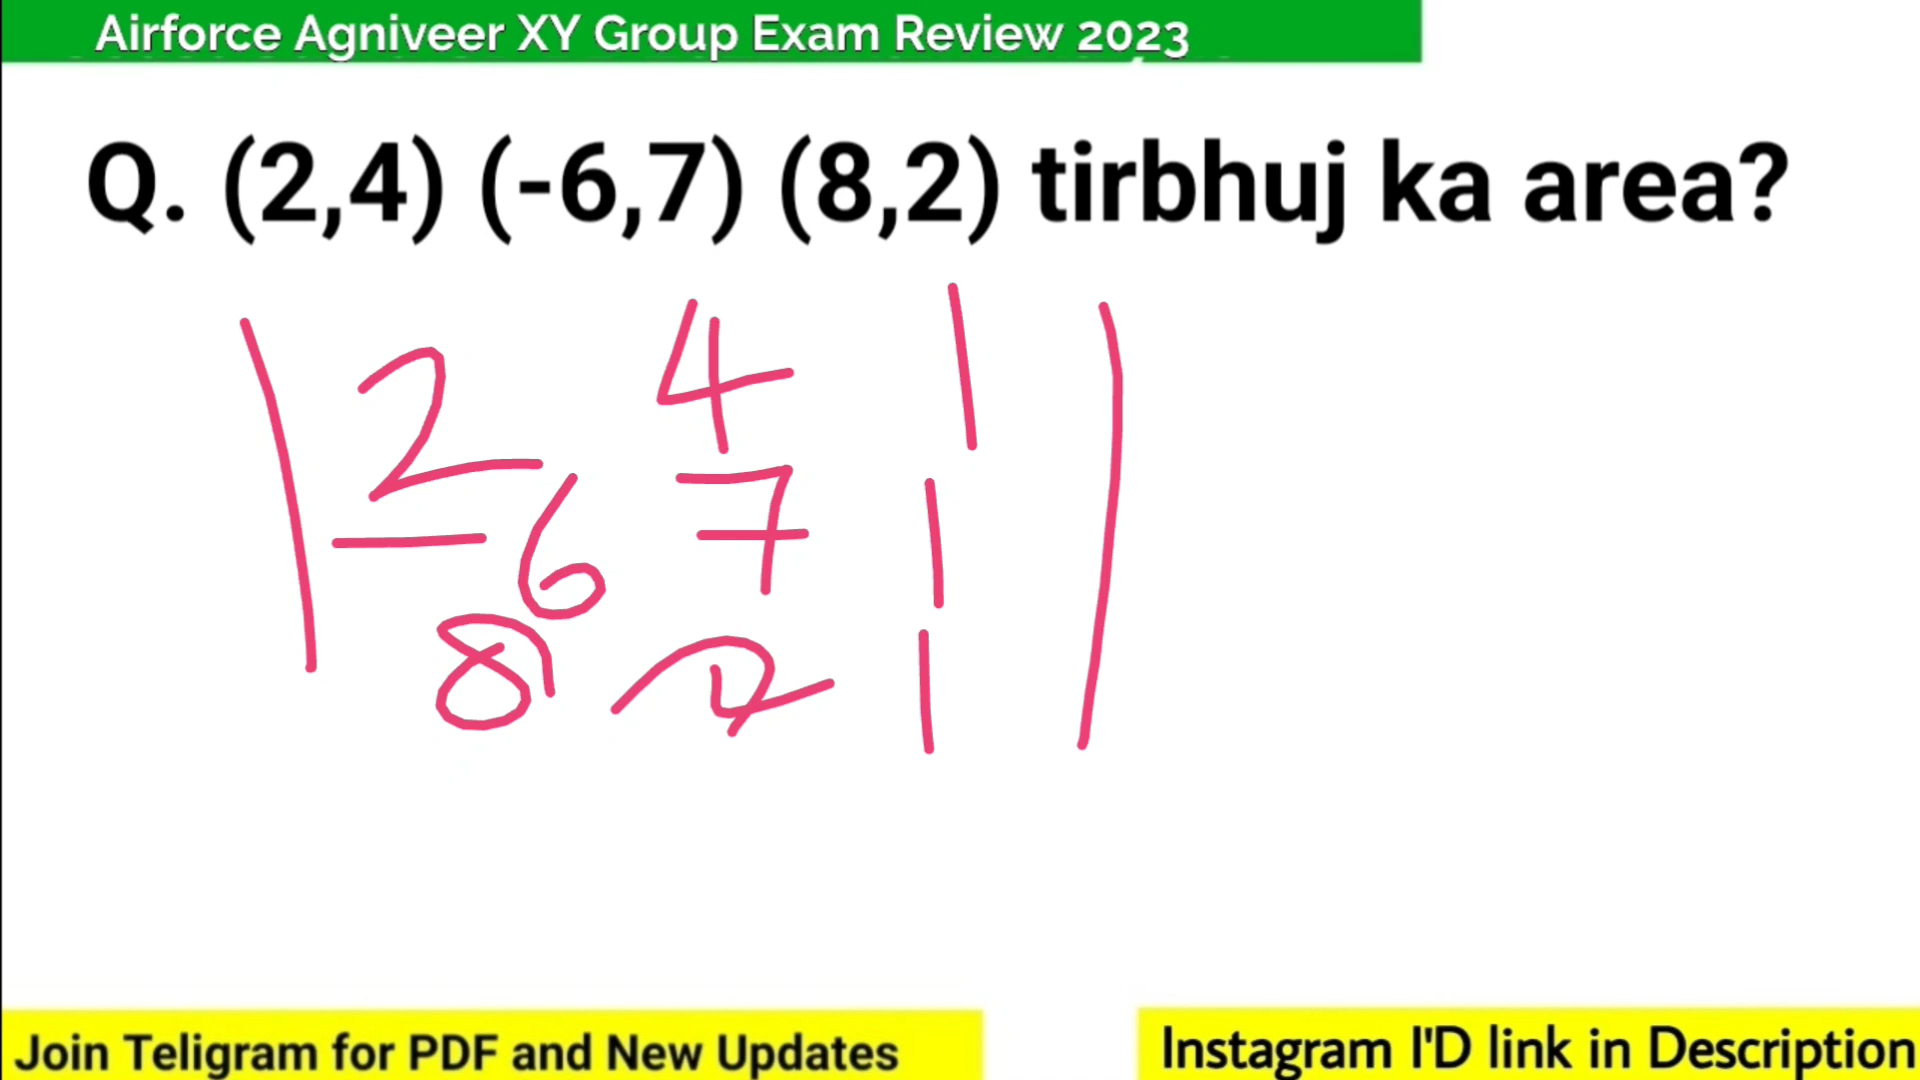 Airforce Agniveer XY Group Exam Review 2023
Q. (2,4) (-6,7) (8,2) tirbhuj ka area?
| 2 4 1 |
-6 7 1
8 2 1
Join Teligram for PDF and New Updates
Instagram I'D link in Description